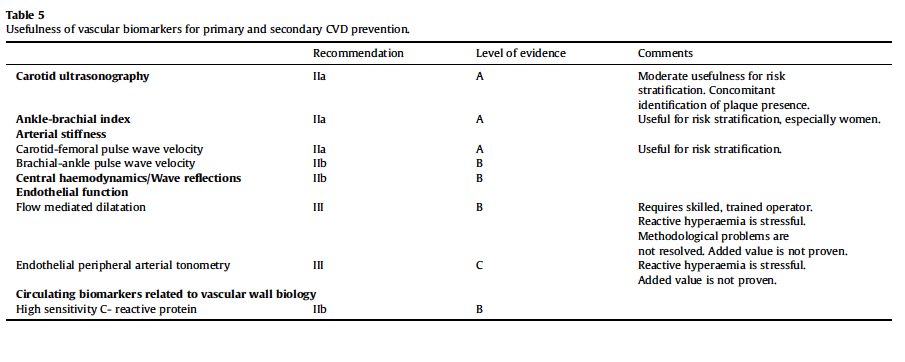 Table 5
Usefulness of vascular biomarkers for primary and secondary CVD prevention.
Recommendation Level of evidence Comments
Carotid ultrasonography IIa A Moderate usefulness for risk
stratification. Concomitant
identification of plaque presence.
Ankle-brachial index IIa A Useful for risk stratification, especially women.
Arterial stiffness
Carotid-femoral pulse wave velocity IIa A Useful for risk stratification.
Brachial-ankle pulse wave velocity IIb B
Central haemodynamics/Wave reflections IIb B
Endothelial function
Flow mediated dilatation III B Requires skilled, trained operator.
Reactive hyperaemia is stressful.
Methodological problems are
not resolved. Added value is not proven.
Endothelial peripheral arterial tonometry III C Reactive hyperaemia is stressful.
Added value is not proven.
Circulating biomarkers related to vascular wall biology
High sensitivity C- reactive protein IIb B